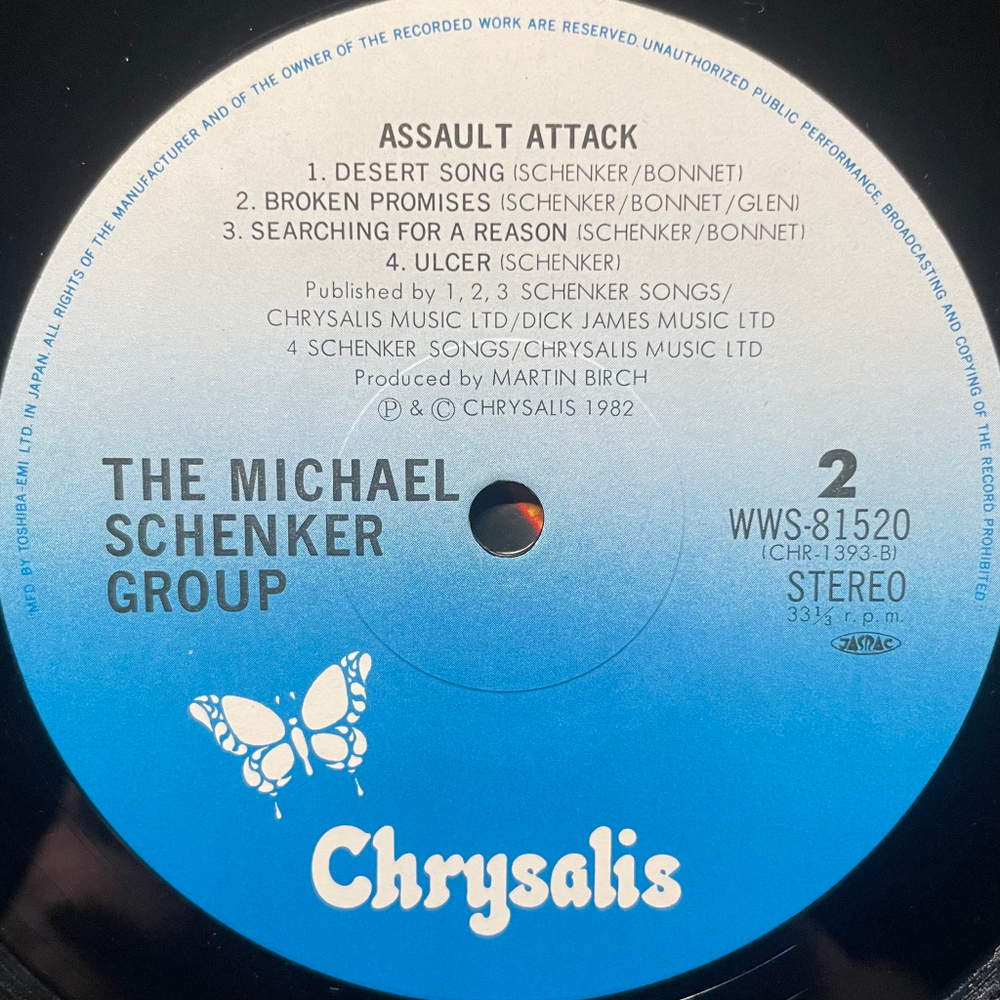 MFD BY TOSHIBA-EMI LTD. IN JAPAN. ALL RIGHTS OF THE MANUFACTURER AND OF THE OWNER OF THE RECORDED WORK ARE RESERVED. UNAUTHORIZED PUBLIC PERFORMANCE, BROADCASTING AND COPYING OF THE RECORD PROHIBITED.
ASSAULT ATTACK
1. DESERT SONG (SCHENKER/BONNET)
2. BROKEN PROMISES (SCHENKER/BONNET/GLEN)
3. SEARCHING FOR A REASON (SCHENKER/BONNET)
4. ULCER (SCHENKER)
Published by 1, 2, 3 SCHENKER SONGS/
CHRYSALIS MUSIC LTD/DICK JAMES MUSIC LTD
4 SCHENKER SONGS/CHRYSALIS MUSIC LTD
Produced by MARTIN BIRCH
Ⓟ & Ⓒ CHRYSALIS 1982
THE MICHAEL
SCHENKER
GROUP
2
WWS-81520
(CHR-1393-B)
STEREO
33⅓ r.p.m.
JASRAC
Chrysalis